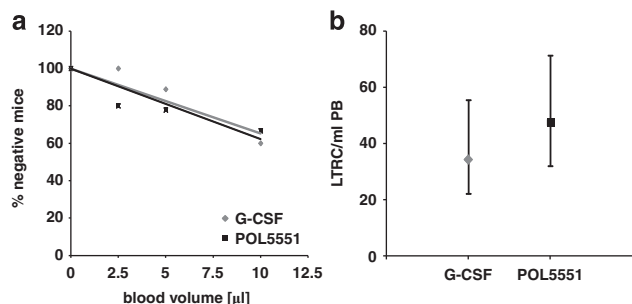 a
120
100
80
60
40
20
0
% negative mice
0
2.5
5
7.5
10
12.5
blood volume [µl]
G-CSF
POL5551
b
80
60
40
20
0
LTRC/ml PB
G-CSF
POL5551